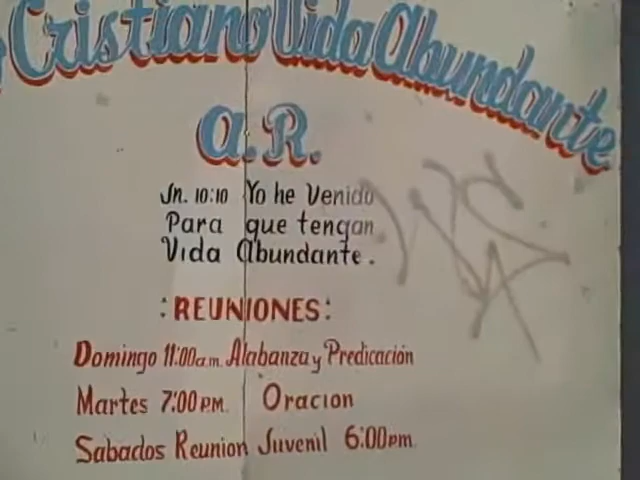 Cristiano Vida Abundante
A.R.
Jn. 10:10 Yo he Venido
Para que tengan
Vida Abundante.
:REUNIONES:
Domingo 11:00a.m. Alabanza y Predicación
Martes 7:00PM. Oracion
Sabados Reunion Juvenil 6:00pm